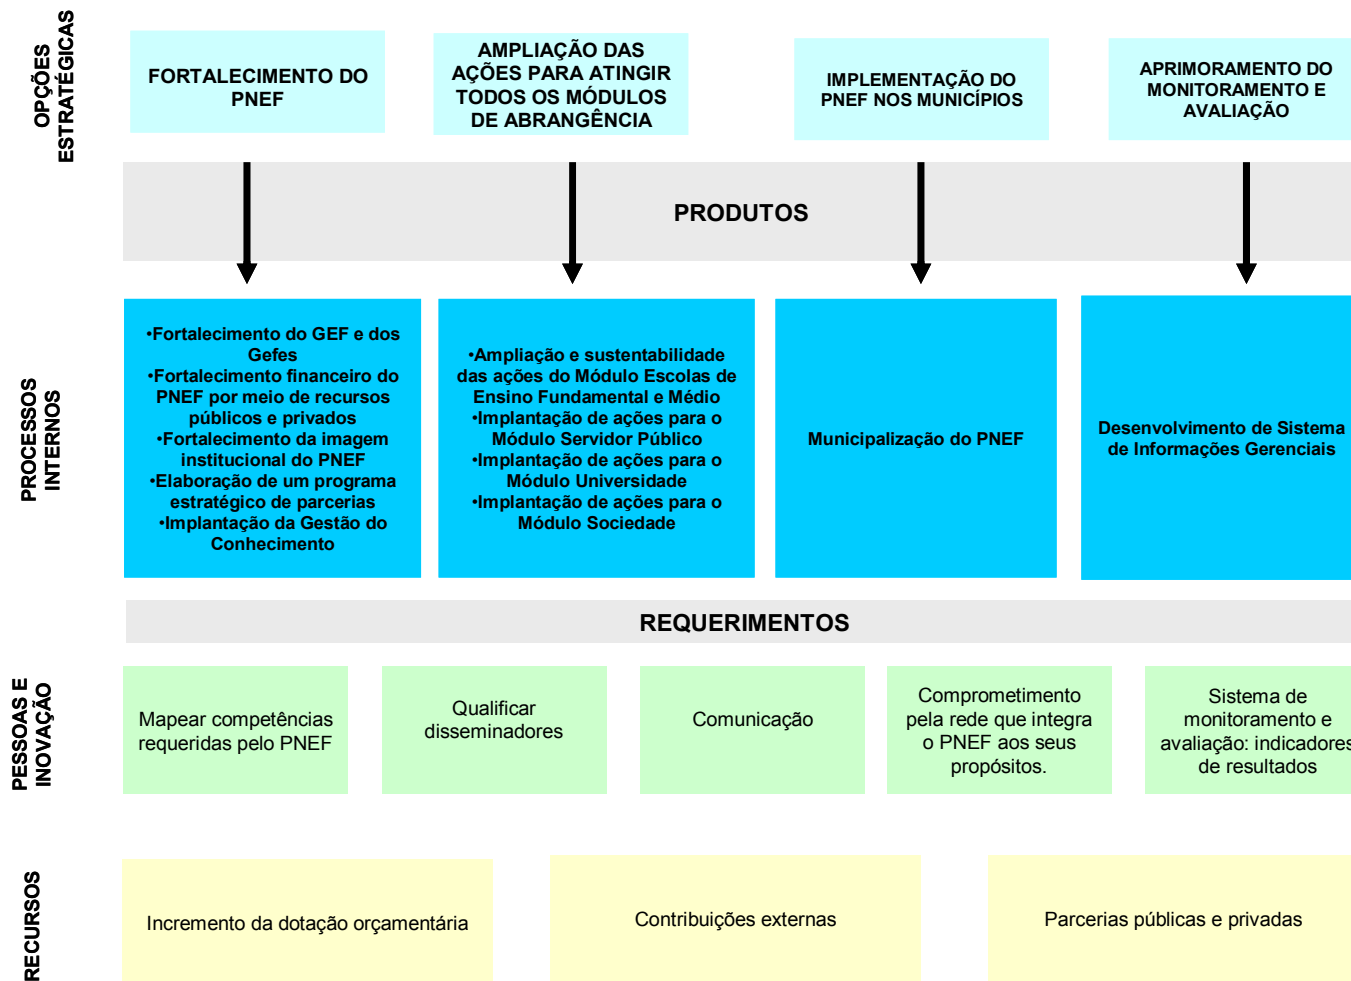 OPÇÕES
ESTRATÉGICAS
FORTALECIMENTO DO
PNEF
AMPLIAÇÃO DAS
AÇÕES PARA ATINGIR
TODOS OS MÓDULOS
DE ABRANGÊNCIA
IMPLEMENTAÇÃO DO
PNEF NOS MUNICÍPIOS
APRIMORAMENTO DO
MONITORAMENTO E
AVALIAÇÃO
PRODUTOS
PROCESSOS
INTERNOS
•Fortalecimento do GEF e dos
Gefes
•Fortalecimento financeiro do
PNEF por meio de recursos
públicos e privados
•Fortalecimento da imagem
institucional do PNEF
•Elaboração de um programa
estratégico de parcerias
•Implantação da Gestão do
Conhecimento
•Ampliação e sustentabilidade
das ações do Módulo Escolas de
Ensino Fundamental e Médio
•Implantação de ações para o
Módulo Servidor Público
•Implantação de ações para o
Módulo Universidade
•Implantação de ações para o
Módulo Sociedade
Municipalização do PNEF
Desenvolvimento de Sistema
de Informações Gerenciais
REQUERIMENTOS
PESSOAS E
INOVAÇÃO
Mapear competências
requeridas pelo PNEF
Qualificar
disseminadores
Comunicação
Comprometimento
pela rede que integra
o PNEF aos seus
propósitos.
Sistema de
monitoramento e
avaliação: indicadores
de resultados
RECURSOS
Incremento da dotação orçamentária
Contribuições externas
Parcerias públicas e privadas